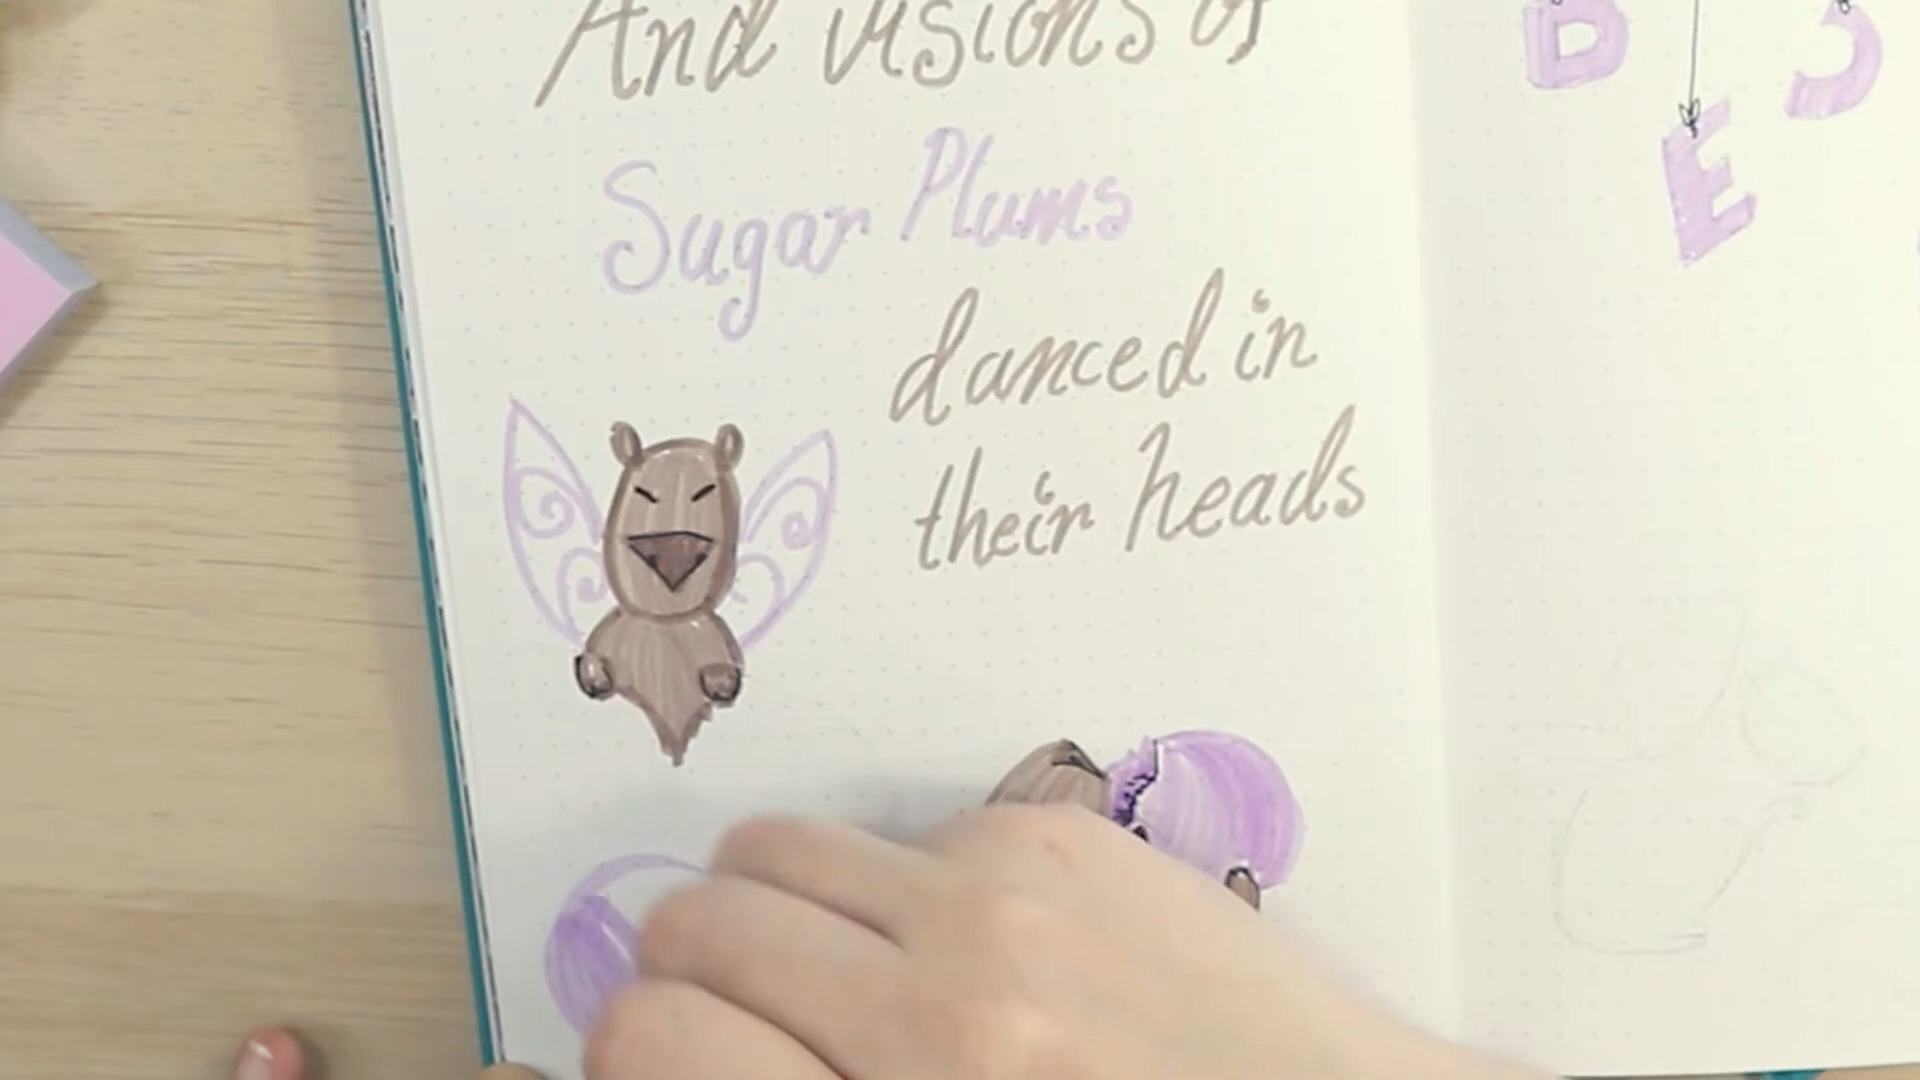 And visions of
Sugar Plums
danced in
their heads
B
E